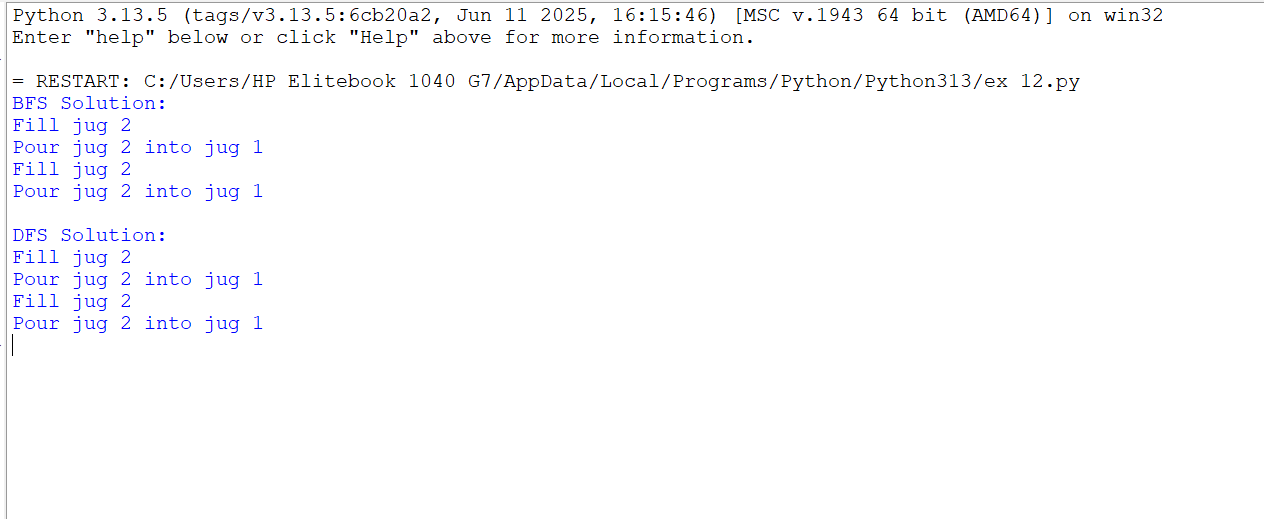 Python 3.13.5 (tags/v3.13.5:6cb20a2, Jun 11 2025, 16:15:46) [MSC v.1943 64 bit (AMD64)] on win32
Enter "help" below or click "Help" above for more information.
= RESTART: C:/Users/HP Elitebook 1040 G7/AppData/Local/Programs/Python/Python313/ex 12.py
BFS Solution:
Fill jug 2
Pour jug 2 into jug 1
Fill jug 2
Pour jug 2 into jug 1
DFS Solution:
Fill jug 2
Pour jug 2 into jug 1
Fill jug 2
Pour jug 2 into jug 1